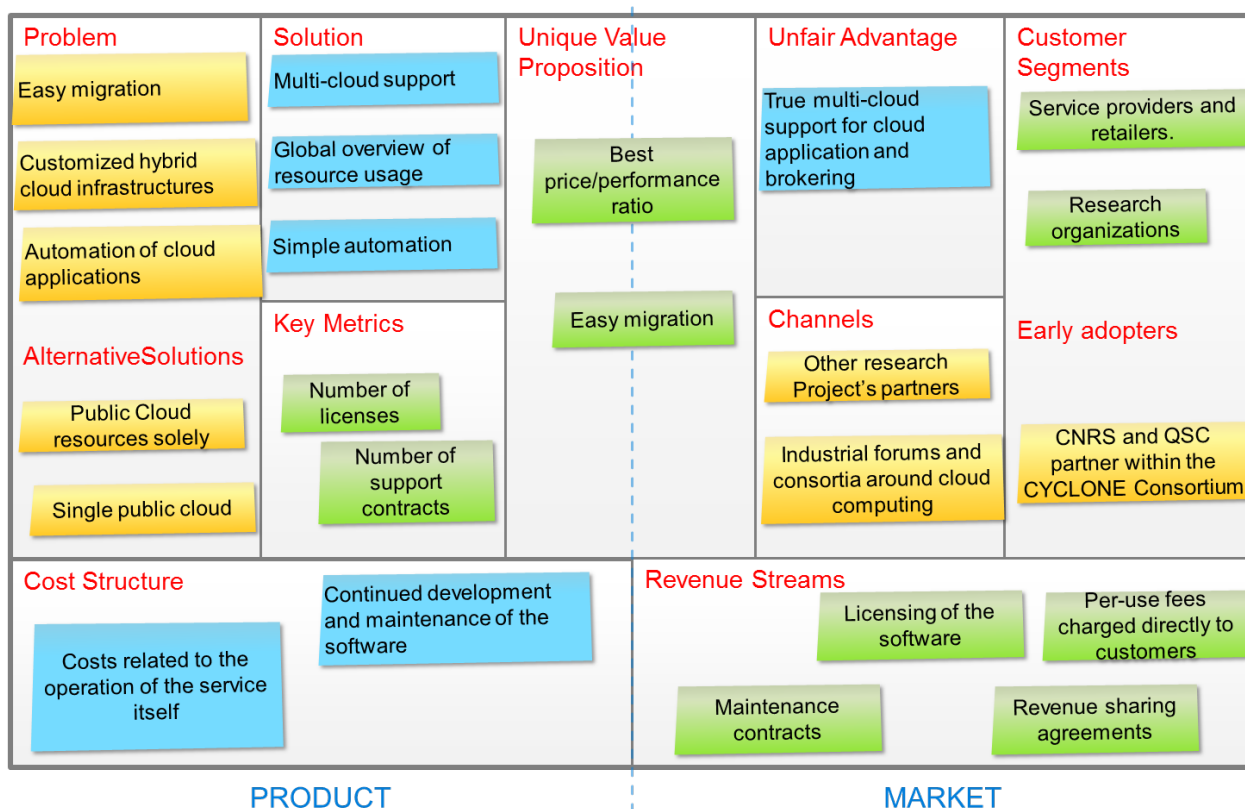 Problem
Easy migration
Customized hybrid
cloud infrastructures
Automation of cloud
applications
AlternativeSolutions
Public Cloud
resources solely
Single public cloud
Solution
Multi-cloud support
Global overview of
resource usage
Simple automation
Key Metrics
Number of
licenses
Number of
support
contracts
Unique Value
Proposition
Best
price/performance
ratio
Easy migration
Unfair Advantage
True multi-cloud
support for cloud
application and
brokering
Channels
Other research
Project's partners
Industrial forums and
consortia around cloud
computing
Customer
Segments
Service providers and
retailers.
Research
organizations
Early adopters
CNRS and QSC
partner within the
CYCLONE Consortium
Cost Structure
Costs related to the
operation of the service
itself
Continued development
and maintenance of the
software
Revenue Streams
Licensing of the
software
Per-use fees
charged directly to
customers
Maintenance
contracts
Revenue sharing
agreements
PRODUCT
MARKET